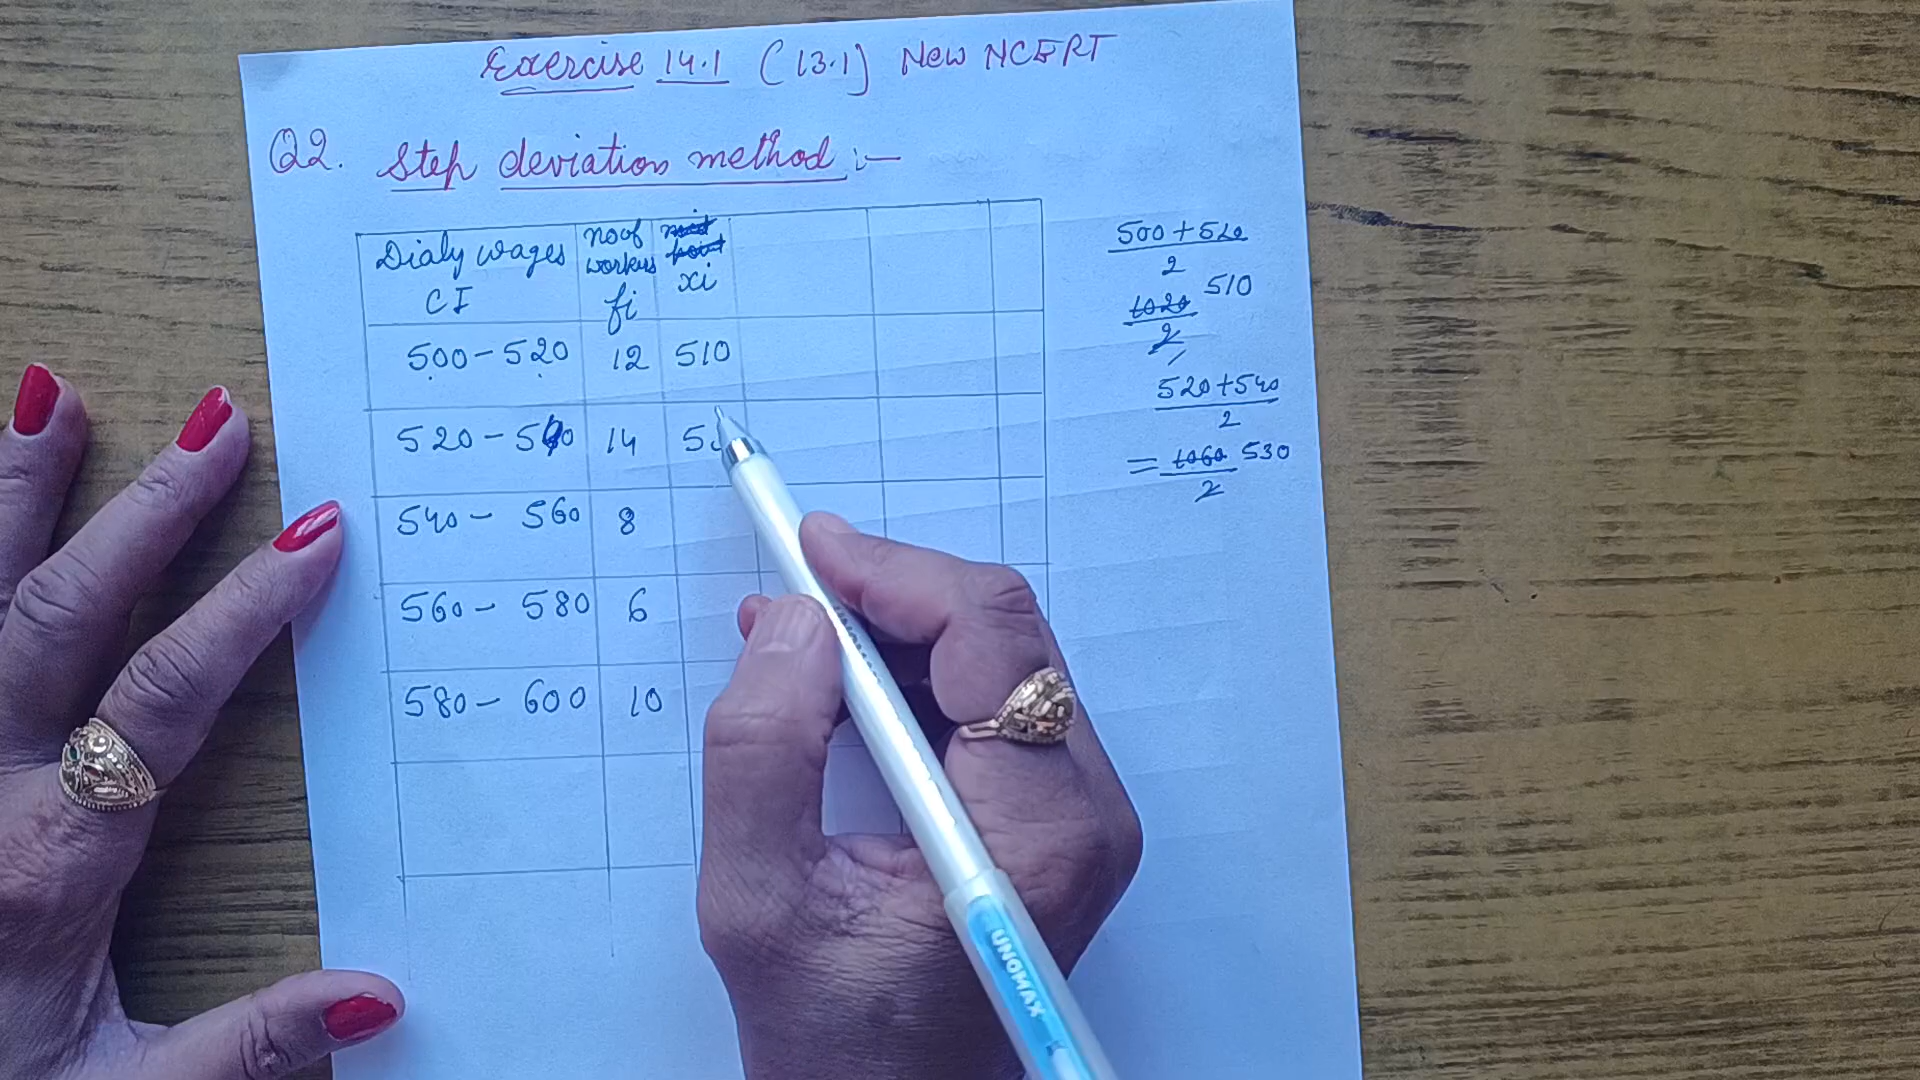 Exercise 14.1 (13.1) New NCERT
Q2. Step deviation method :-
Dialy wages CI
no of workers fi
xi
500 - 520 12 510
520 - 540 14
540 - 560 8
560 - 580 6
580 - 600 10
500 + 520
2
1020 510
2
520 + 540
2
= 1060 530
2
UNOMAX